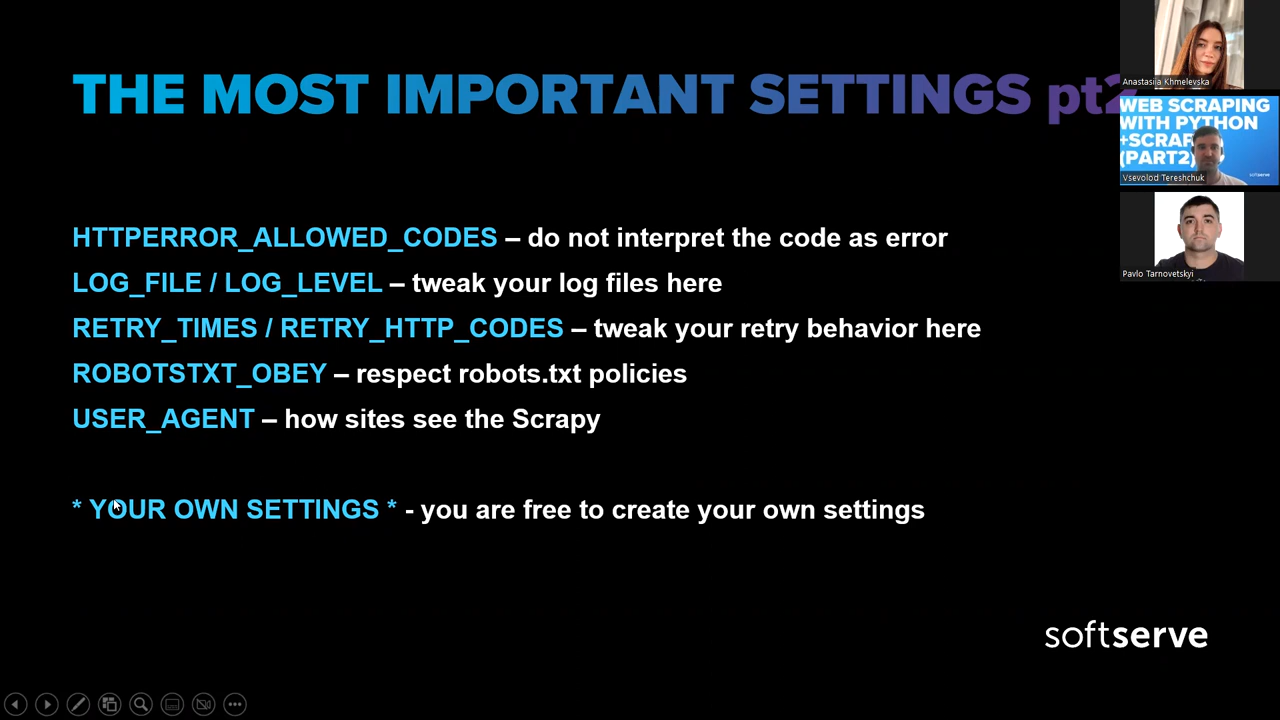 THE MOST IMPORTANT SETTINGS pt2
HTTPERROR_ALLOWED_CODES – do not interpret the code as error
LOG_FILE / LOG_LEVEL – tweak your log files here
RETRY_TIMES / RETRY_HTTP_CODES – tweak your retry behavior here
ROBOTSTXT_OBEY – respect robots.txt policies
USER_AGENT – how sites see the Scrapy
* YOUR OWN SETTINGS * - you are free to create your own settings
softserve
Anastasiia Khmelevska
WEB SCRAPING
WITH PYTHON
+SCRAP
(PART2)
softserve
Vsevolod Tereshchuk
Pavlo Tarnovetskyi